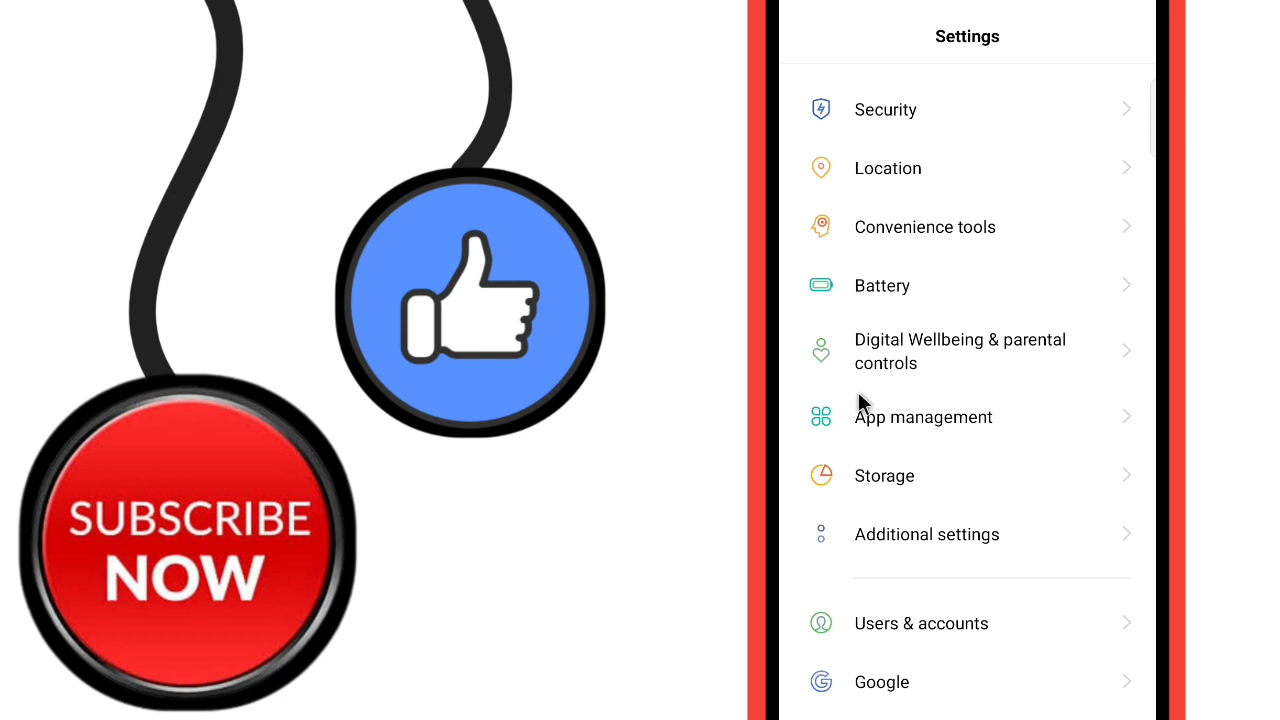 SUBSCRIBE
NOW
Settings
Security
Location
Convenience tools
Battery
Digital Wellbeing & parental
controls
App management
Storage
Additional settings
Users & accounts
Google